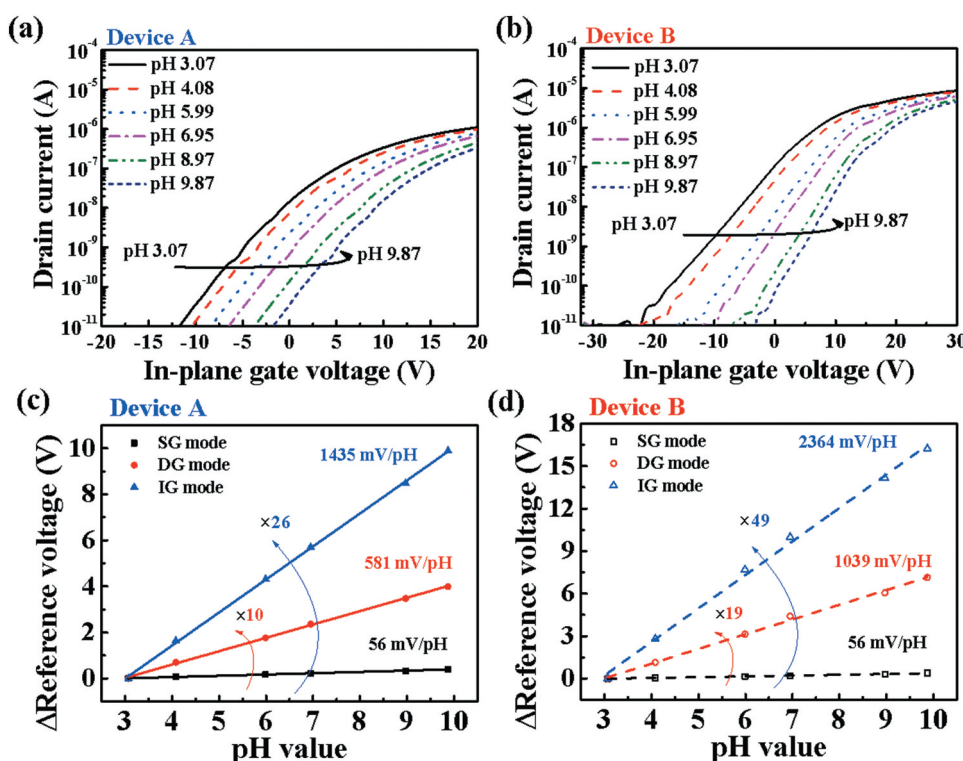 (a)
Device A
10⁻⁴
10⁻⁵
10⁻⁶
10⁻⁷
10⁻⁸
10⁻⁹
10⁻¹⁰
10⁻¹¹
Drain current (A)
pH 3.07
pH 4.08
pH 5.99
pH 6.95
pH 8.97
pH 9.87
pH 3.07
pH 9.87
-20 -15 -10 -5 0 5 10 15 20
In-plane gate voltage (V)
(b)
Device B
10⁻⁴
10⁻⁵
10⁻⁶
10⁻⁷
10⁻⁸
10⁻⁹
10⁻¹⁰
10⁻¹¹
Drain current (A)
pH 3.07
pH 4.08
pH 5.99
pH 6.95
pH 8.97
pH 9.87
pH 3.07
pH 9.87
-30 -20 -10 0 10 20 30
In-plane gate voltage (V)
(c)
Device A
10
8
6
4
2
0
ΔReference voltage (V)
SG mode
DG mode
IG mode
1435 mV/pH
×26
581 mV/pH
×10
56 mV/pH
3 4 5 6 7 8 9 10
pH value
(d)
Device B
18
15
12
9
6
3
0
ΔReference voltage (V)
SG mode
DG mode
IG mode
2364 mV/pH
×49
1039 mV/pH
×19
56 mV/pH
3 4 5 6 7 8 9 10
pH value